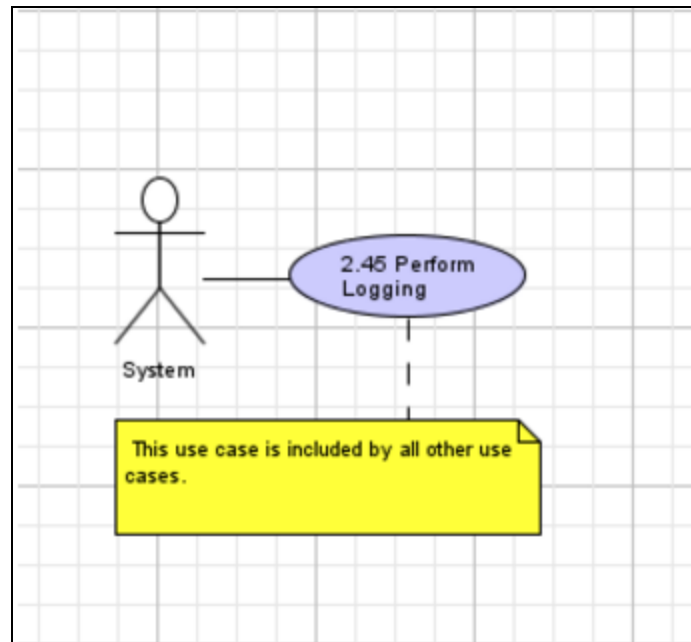 2.45 Perform
Logging
System
This use case is included by all other use
cases.